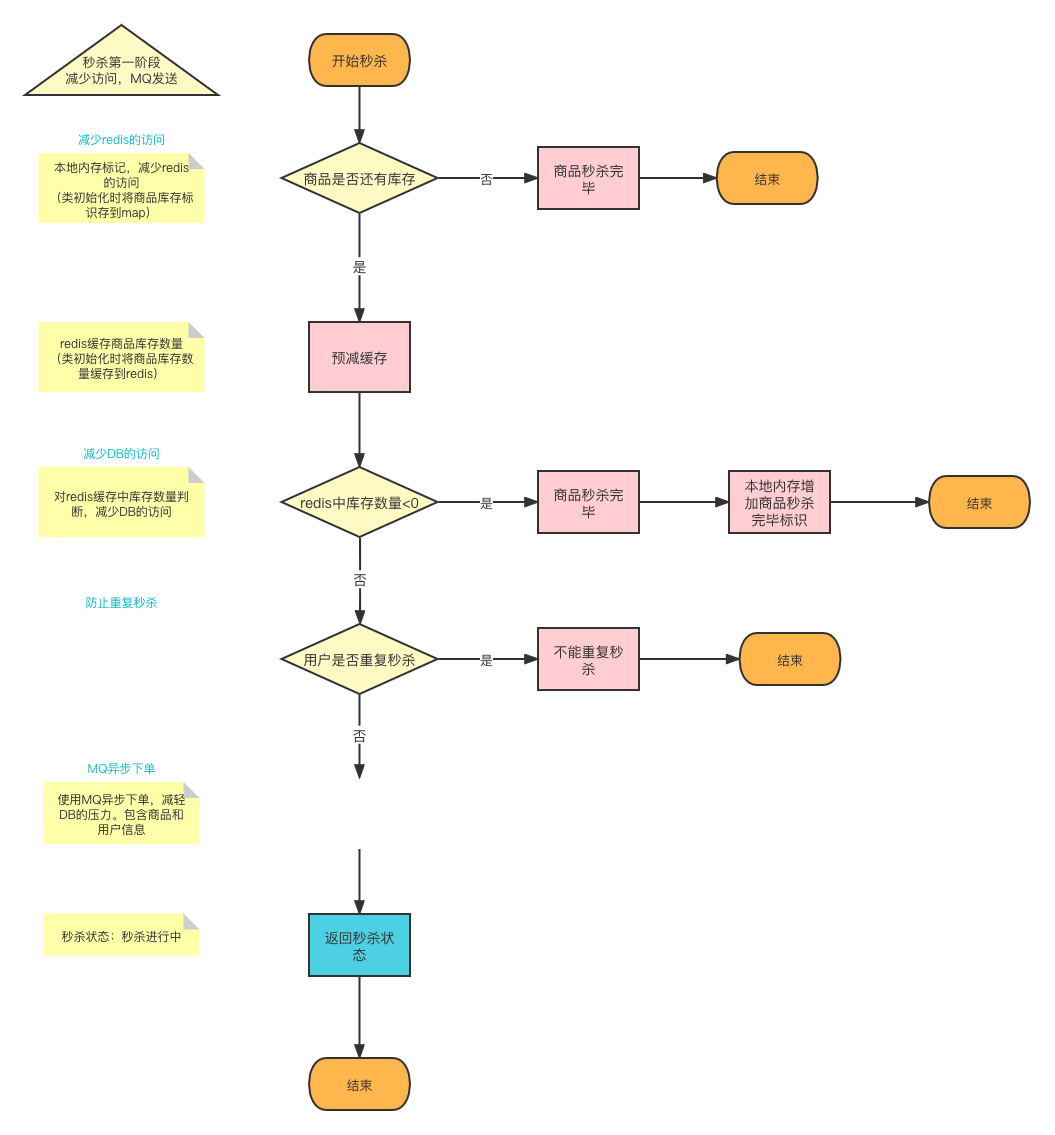 秒杀第一阶段
减少访问，MQ发送
开始秒杀
减少redis的访问
本地内存标记，减少redis
的访问
（类初始化时将商品库存标
识存到map）
商品是否还有库存
否
商品秒杀完
毕
结束
是
redis缓存商品库存数量
（类初始化时将商品库存数
量缓存到redis）
预减缓存
减少DB的访问
对redis缓存中库存数量判
断，减少DB的访问
redis中库存数量<0
是
商品秒杀完
毕
本地内存增
加商品秒杀
完毕标识
结束
否
防止重复秒杀
用户是否重复秒杀
是
不能重复秒
杀
结束
否
MQ异步下单
使用MQ异步下单，减轻
DB的压力。包含商品和
用户信息
秒杀状态：秒杀进行中
返回秒杀状
态
结束